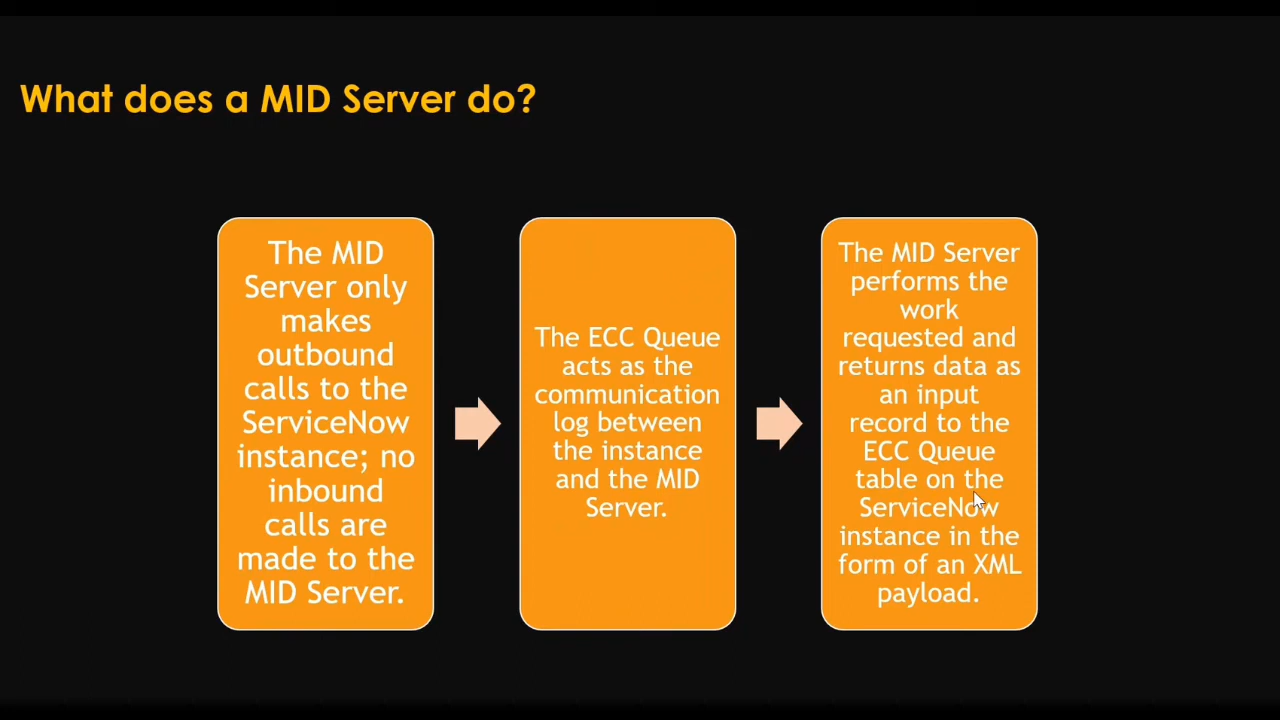 What does a MID Server do?
The MID
Server only
makes
outbound
calls to the
ServiceNow
instance; no
inbound
calls are
made to the
MID Server.
The ECC Queue
acts as the
communication
log between
the instance
and the MID
Server.
The MID Server
performs the
work
requested and
returns data as
an input
record to the
ECC Queue
table on the
ServiceNow
instance in the
form of an XML
payload.